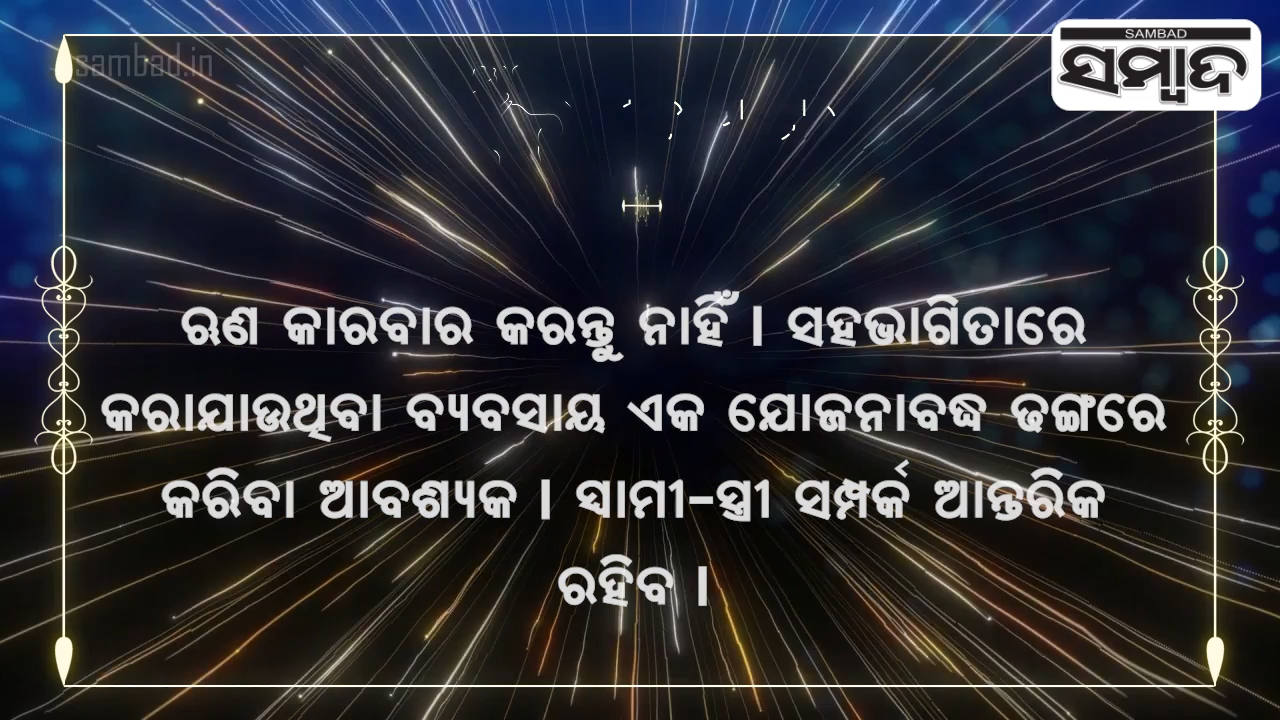 sambad.in
SAMBAD
ସମ୍ବାଦ
ଋଣ କାରବାର କରନ୍ତୁ ନାହିଁ । ସହଭାଗିତାରେ
କରାଯାଉଥିବା ବ୍ୟବସାୟ ଏକ ଯୋଜନାବଦ୍ଧ ଢଙ୍ଗରେ
କରିବା ଆବଶ୍ୟକ । ସ୍ୱାମୀ-ସ୍ତ୍ରୀ ସମ୍ପର୍କ ଆନ୍ତରିକ
ରହିବ ।